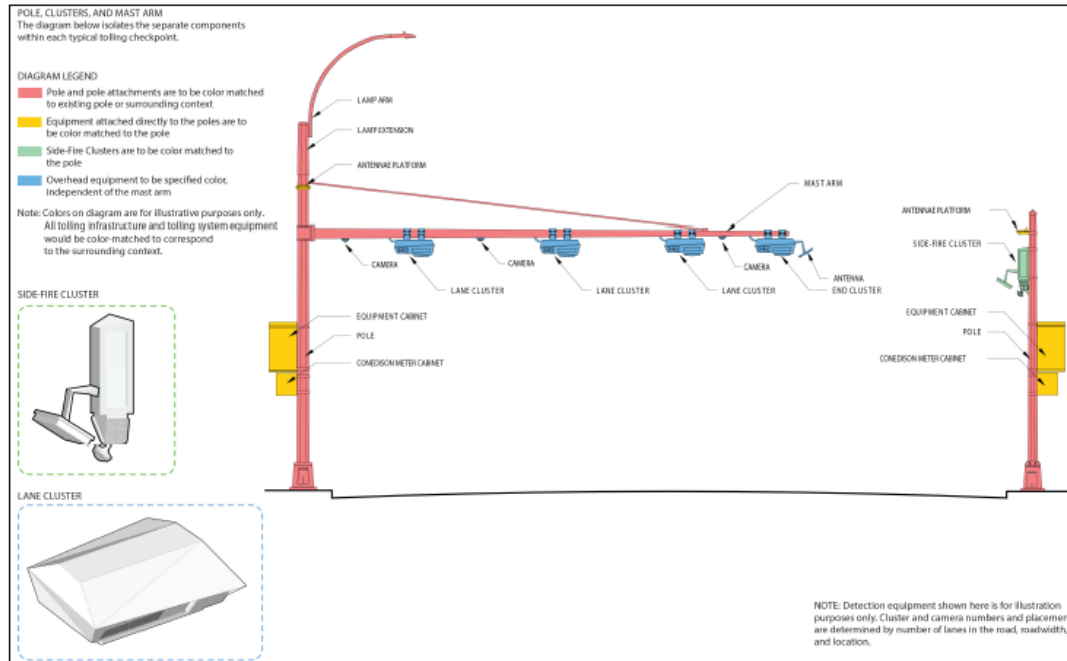 POLE, CLUSTERS, AND MAST ARM
The diagram below isolates the separate components
within each typical tolling checkpoint.
DIAGRAM LEGEND
Pole and pole attachments are to be color matched
to existing pole or surrounding context
Equipment attached directly to the poles are to
be color matched to the pole
Side-Fire Clusters are to be color matched to
the pole
Overhead equipment to be specified color,
independent of the mast arm
Note: Colors on diagram are for illustrative purposes only.
All tolling infrastructure and tolling system equipment
would be color-matched to correspond
to the surrounding context.
SIDE-FIRE CLUSTER
LANE CLUSTER
LAMP ARM
LAMP EXTENSION
ANTENNAE PLATFORM
MAST ARM
CAMERA
LANE CLUSTER
CAMERA
LANE CLUSTER
LANE CLUSTER
CAMERA
END CLUSTER
ANTENNA
EQUIPMENT CABINET
POLE
CONEDISON METER CABINET
ANTENNAE PLATFORM
SIDE-FIRE CLUSTER
EQUIPMENT CABINET
POLE
CONEDISON METER CABINET
NOTE: Detection equipment shown here is for illustration
purposes only. Cluster and camera numbers and placemen
are determined by number of lanes in the road, roadwidth,
and location.